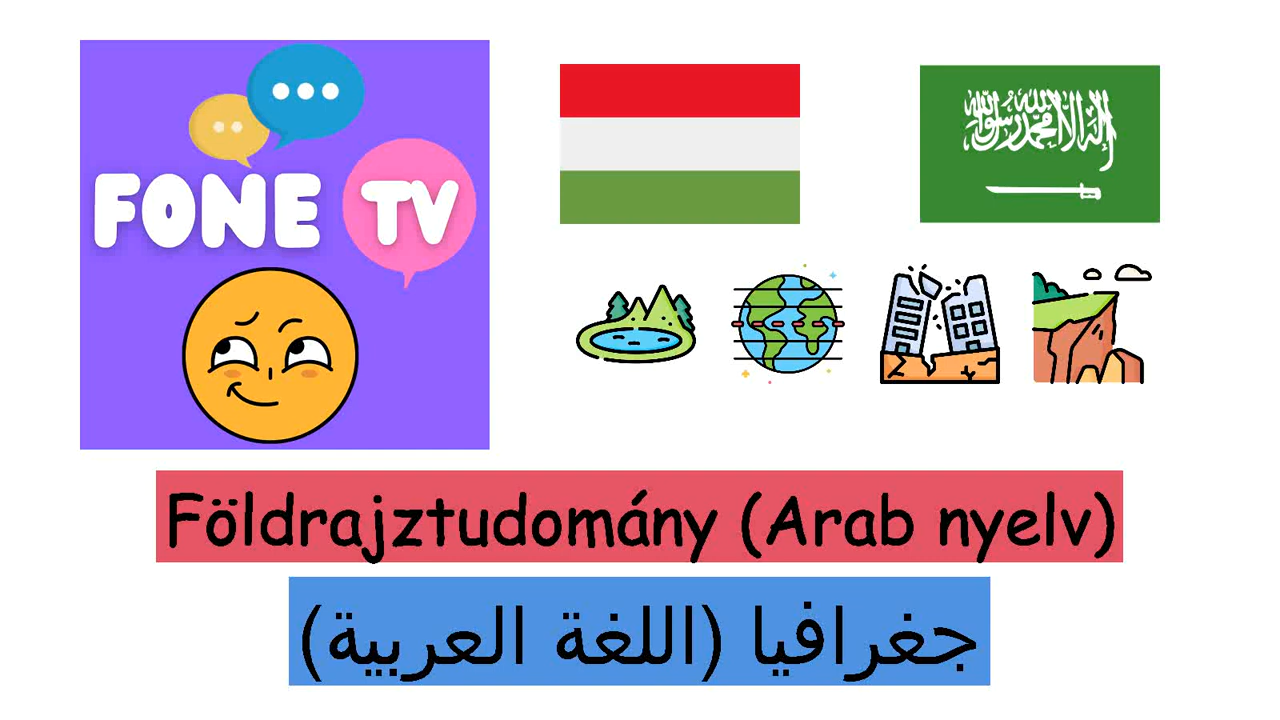 FONE TV
لا إله إلا الله محمد رسول الله
Földrajztudomány (Arab nyelv)
جغرافيا (اللغة العربية)